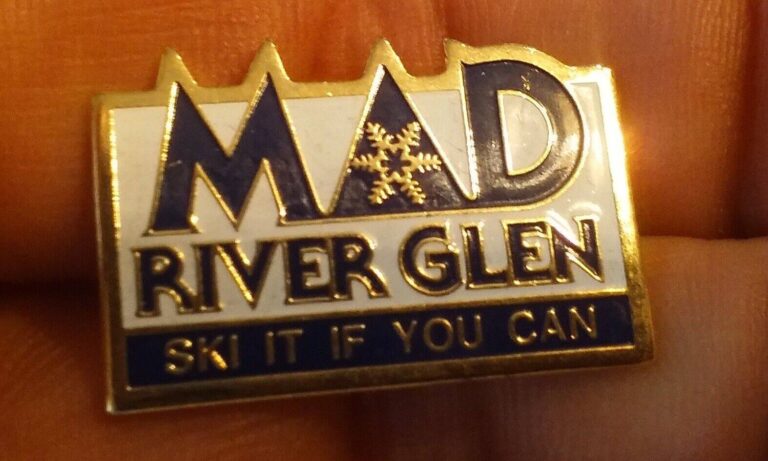 MAD
RIVER GLEN
SKI IT IF YOU CAN